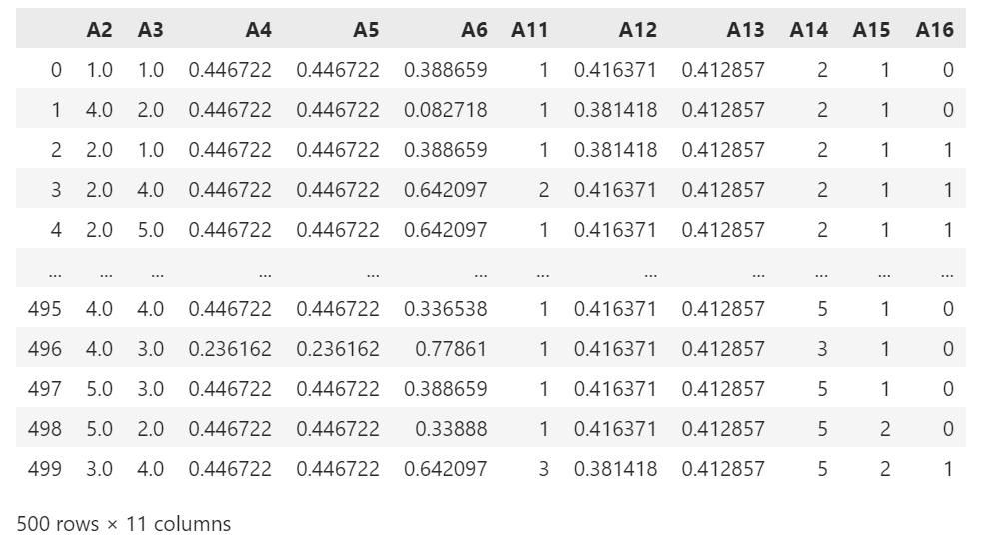 A2 A3 A4 A5 A6 A11 A12 A13 A14 A15 A16
0 1.0 1.0 0.446722 0.446722 0.388659 1 0.416371 0.412857 2 1 0
1 4.0 2.0 0.446722 0.446722 0.082718 1 0.381418 0.412857 2 1 0
2 2.0 1.0 0.446722 0.446722 0.388659 1 0.381418 0.412857 2 1 1
3 2.0 4.0 0.446722 0.446722 0.642097 2 0.416371 0.412857 2 1 1
4 2.0 5.0 0.446722 0.446722 0.642097 1 0.416371 0.412857 2 1 1
... ... ... ... ... ... ... ... ... ... ... ...
495 4.0 4.0 0.446722 0.446722 0.336538 1 0.416371 0.412857 5 1 0
496 4.0 3.0 0.236162 0.236162 0.77861 1 0.416371 0.412857 3 1 0
497 5.0 3.0 0.446722 0.446722 0.388659 1 0.416371 0.412857 5 1 0
498 5.0 2.0 0.446722 0.446722 0.33888 1 0.416371 0.412857 5 2 0
499 3.0 4.0 0.446722 0.446722 0.642097 3 0.381418 0.412857 5 2 1
500 rows × 11 columns